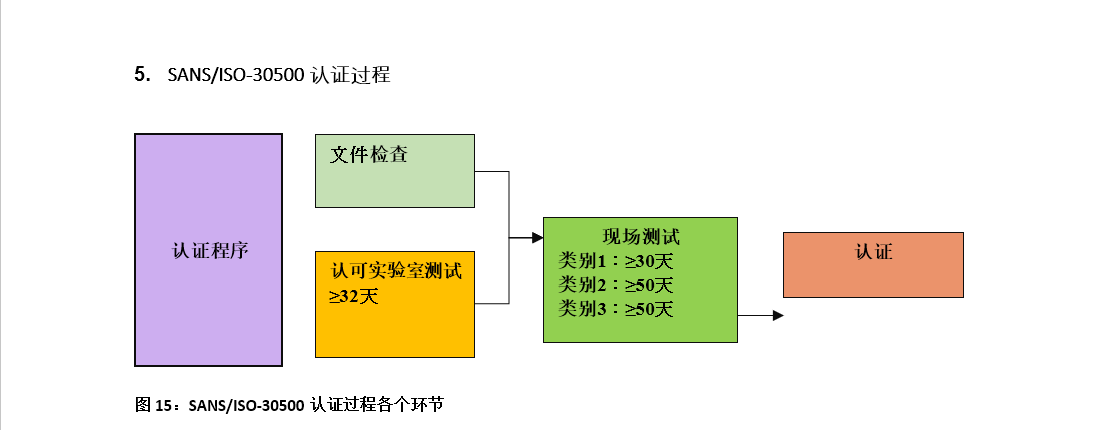 5. SANS/ISO-30500 认证过程
认证程序
文件检查
认可实验室测试
≥32天
现场测试
类别1：≥30天
类别2：≥50天
类别3：≥50天
认证
图 15：SANS/ISO-30500 认证过程各个环节